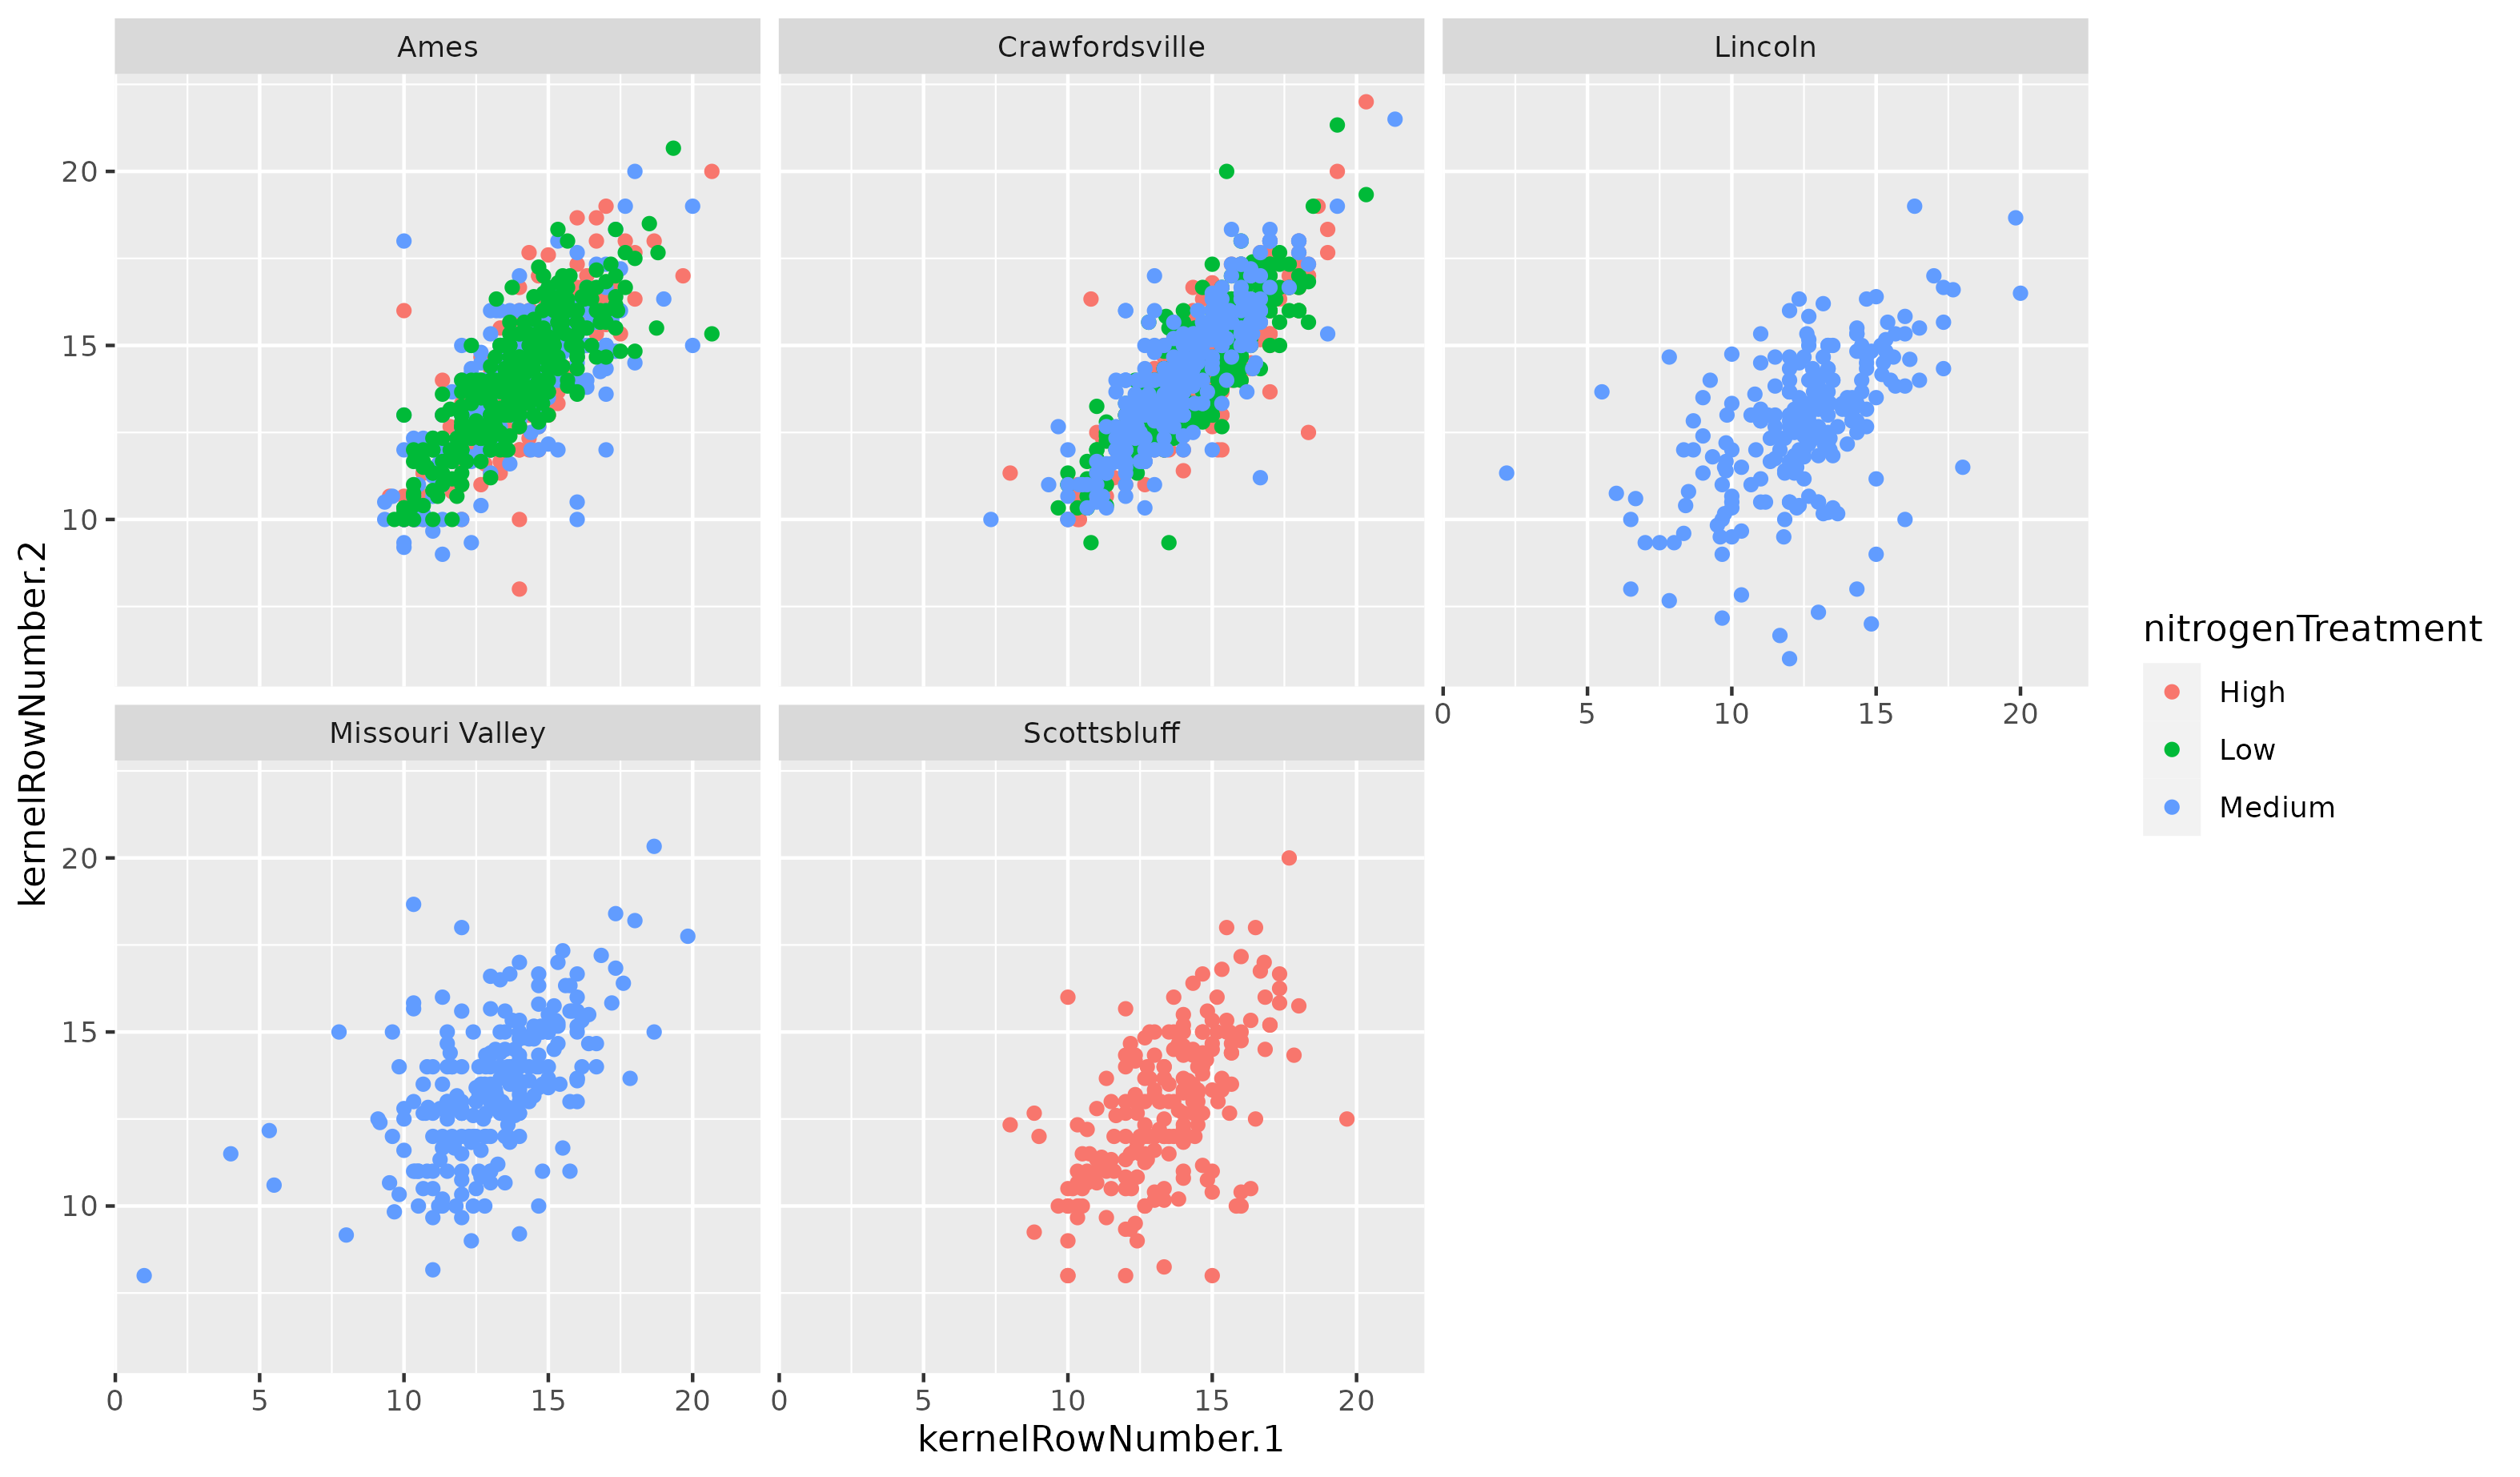 Ames
Crawfordsville
Lincoln
20
15
10
0 5 10 15 20
Missouri Valley
Scottsbluff
20
15
10
0 5 10 15 20
0 5 10 15 20
kernelRowNumber.1
kernelRowNumber.2
nitrogenTreatment
High
Low
Medium